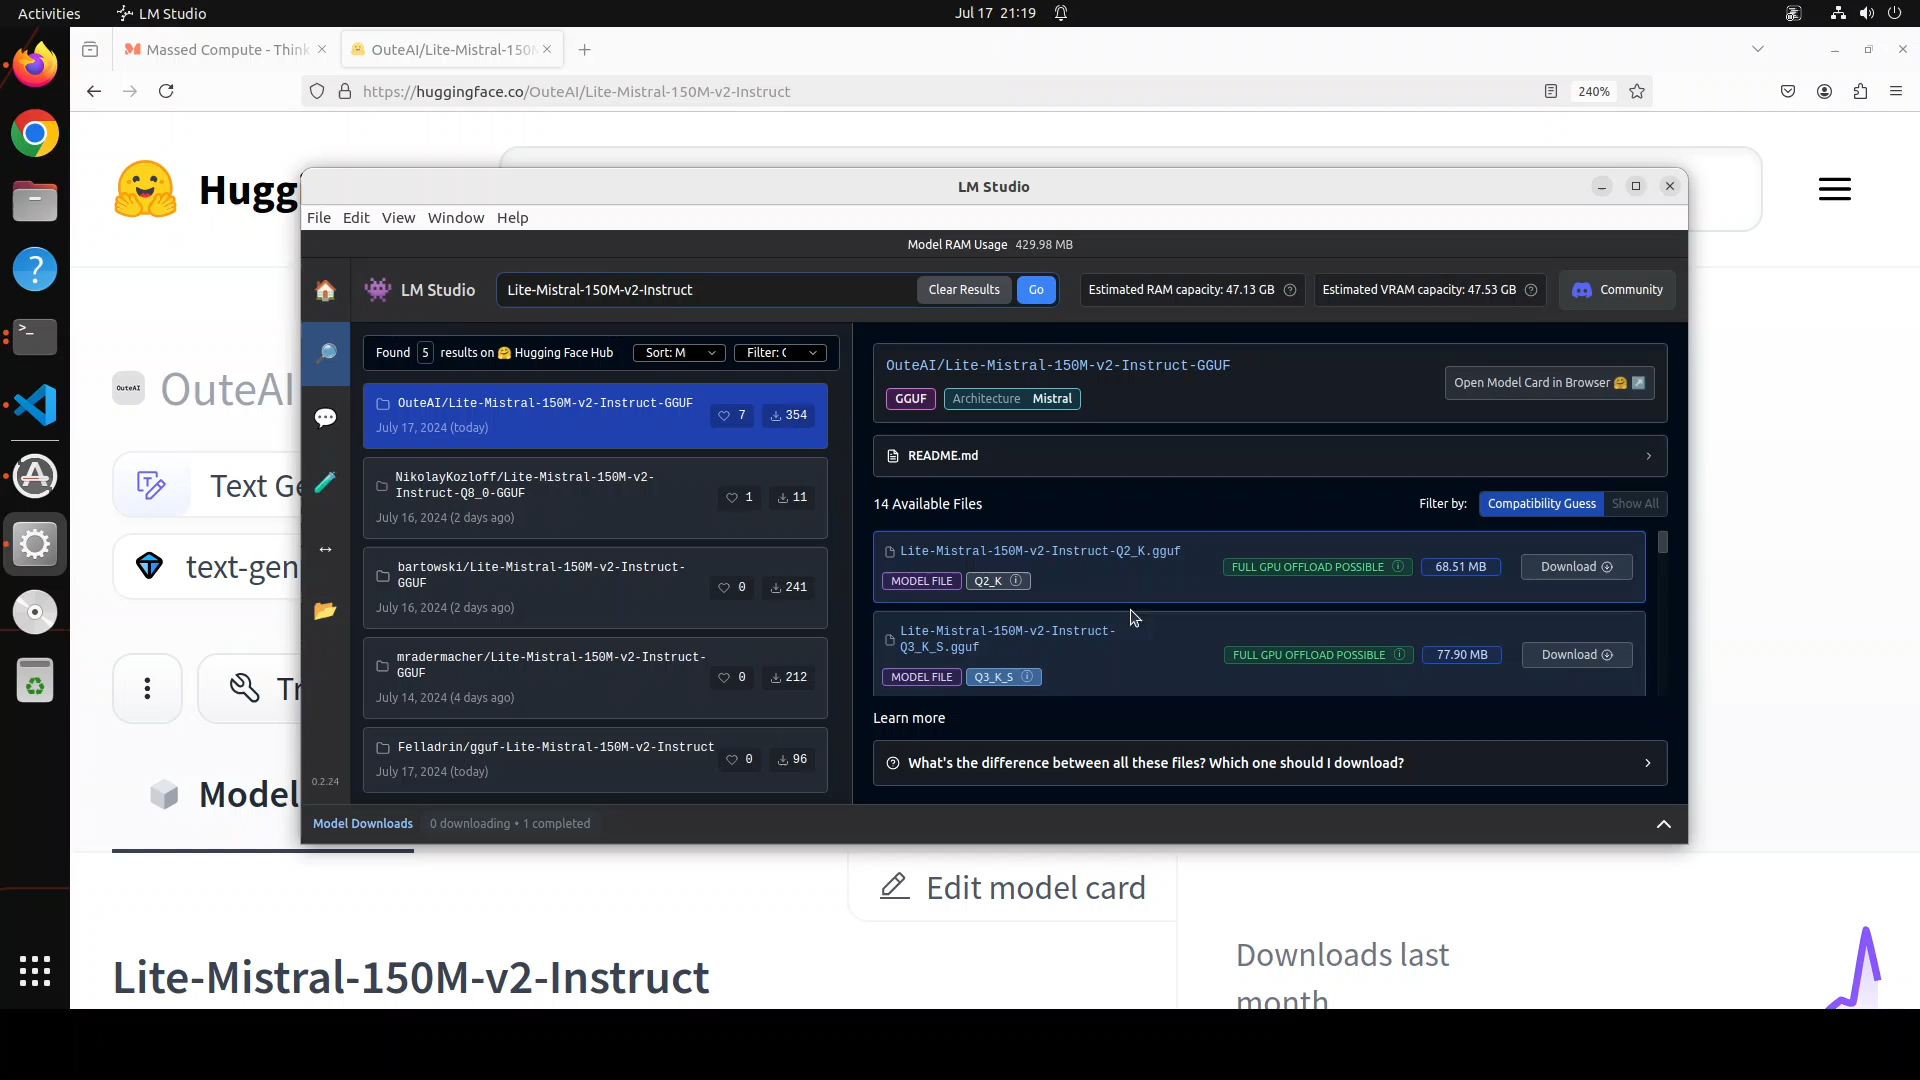 Activities
LM Studio
Jul 17 21:19
Massed Compute - Think
OuteAI/Lite-Mistral-150M
https://huggingface.co/OuteAI/Lite-Mistral-150M-v2-Instruct
240%
Hugg
LM Studio
File Edit View Window Help
Model RAM Usage 429.98 MB
LM Studio
Lite-Mistral-150M-v2-Instruct
Clear Results
Go
Estimated RAM capacity: 47.13 GB
Estimated VRAM capacity: 47.53 GB
Community
Found 5 results on 🤗 Hugging Face Hub
Sort: M
Filter: (
OuteAI/Lite-Mistral-150M-v2-Instruct-GGUF
7
354
July 17, 2024 (today)
NikolayKozloff/Lite-Mistral-150M-v2-
Instruct-Q8_0-GGUF
1
11
July 16, 2024 (2 days ago)
bartowski/Lite-Mistral-150M-v2-Instruct-
GGUF
0
241
July 16, 2024 (2 days ago)
mradermacher/Lite-Mistral-150M-v2-Instruct-
GGUF
0
212
July 14, 2024 (4 days ago)
Felladrin/gguf-Lite-Mistral-150M-v2-Instruct
0
96
July 17, 2024 (today)
0.2.24
OuteAI/Lite-Mistral-150M-v2-Instruct-GGUF
GGUF
Architecture Mistral
Open Model Card in Browser 🤗 ↗️
README.md
14 Available Files
Filter by:
Compatibility Guess
Show All
Lite-Mistral-150M-v2-Instruct-Q2_K.gguf
MODEL FILE
Q2_K
FULL GPU OFFLOAD POSSIBLE
68.51 MB
Download
Lite-Mistral-150M-v2-Instruct-
Q3_K_S.gguf
MODEL FILE
Q3_K_S
FULL GPU OFFLOAD POSSIBLE
77.90 MB
Download
Learn more
What's the difference between all these files? Which one should I download?
Model Downloads
0 downloading • 1 completed
OuteAI
OuteAI
Text Ge
text-gen
Tr
Model
Edit model card
Lite-Mistral-150M-v2-Instruct
Downloads last
month